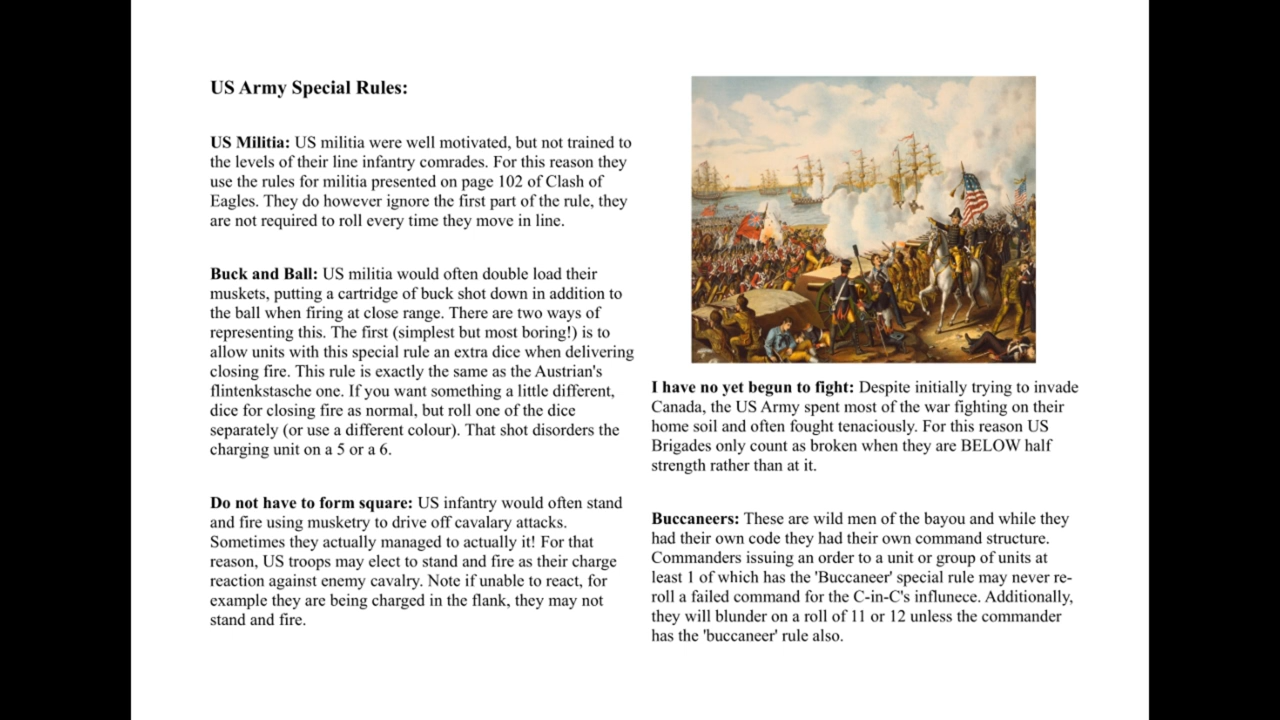 US Army Special Rules:
US Militia: US militia were well motivated, but not trained to
the levels of their line infantry comrades. For this reason they
use the rules for militia presented on page 102 of Clash of
Eagles. They do however ignore the first part of the rule, they
are not required to roll every time they move in line.
Buck and Ball: US militia would often double load their
muskets, putting a cartridge of buck shot down in addition to
the ball when firing at close range. There are two ways of
representing this. The first (simplest but most boring!) is to
allow units with this special rule an extra dice when delivering
closing fire. This rule is exactly the same as the Austrian's
flintenkstasche one. If you want something a little different,
dice for closing fire as normal, but roll one of the dice
separately (or use a different colour). That shot disorders the
charging unit on a 5 or a 6.
Do not have to form square: US infantry would often stand
and fire using musketry to drive off cavalary attacks.
Sometimes they actually managed to actually it! For that
reason, US troops may elect to stand and fire as their charge
reaction against enemy cavalry. Note if unable to react, for
example they are being charged in the flank, they may not
stand and fire.
I have no yet begun to fight: Despite initially trying to invade
Canada, the US Army spent most of the war fighting on their
home soil and often fought tenaciously. For this reason US
Brigades only count as broken when they are BELOW half
strength rather than at it.
Buccaneers: These are wild men of the bayou and while they
had their own code they had their own command structure.
Commanders issuing an order to a unit or group of units at
least 1 of which has the 'Buccaneer' special rule may never re-
roll a failed command for the C-in-C's influnece. Additionally,
they will blunder on a roll of 11 or 12 unless the commander
has the 'buccaneer' rule also.